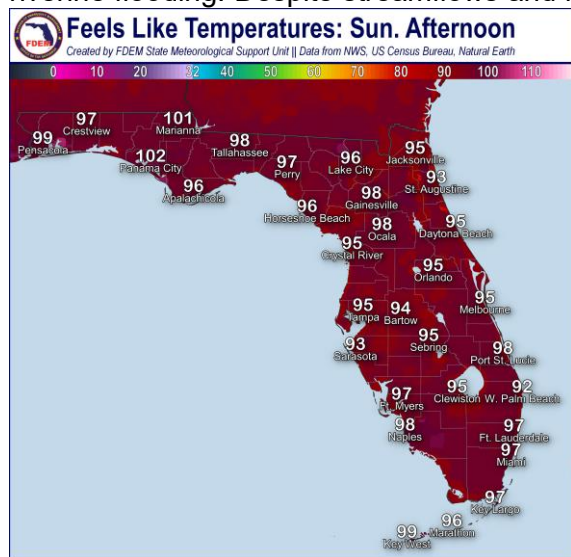 Feels Like Temperatures: Sun. Afternoon
Created by FDEM State Meteorological Support Unit || Data from NWS, US Census Bureau, Natural Earth
FDEM
0 10 20 32 40 50 60 70 80 90 100 110
97
Crestview
101
Marianna
99
Pensacola
102
Panama City
98
Tallahassee
97
Perry
96
Lake City
95
Jacksonville
93
St. Augustine
96
Apalachicola
96
Horseshoe Beach
98
Gainesville
98
Ocala
95
Daytona Beach
95
Crystal River
95
Orlando
95
Melbourne
95
Tampa
94
Bartow
93
Sarasota
95
Sebring
98
Port St. Lucie
97
Ft. Myers
95
Clewiston
92
W. Palm Beach
98
Naples
97
Ft. Lauderdale
97
Miami
97
Key Largo
96
Marathon
99
Key West
FDEM